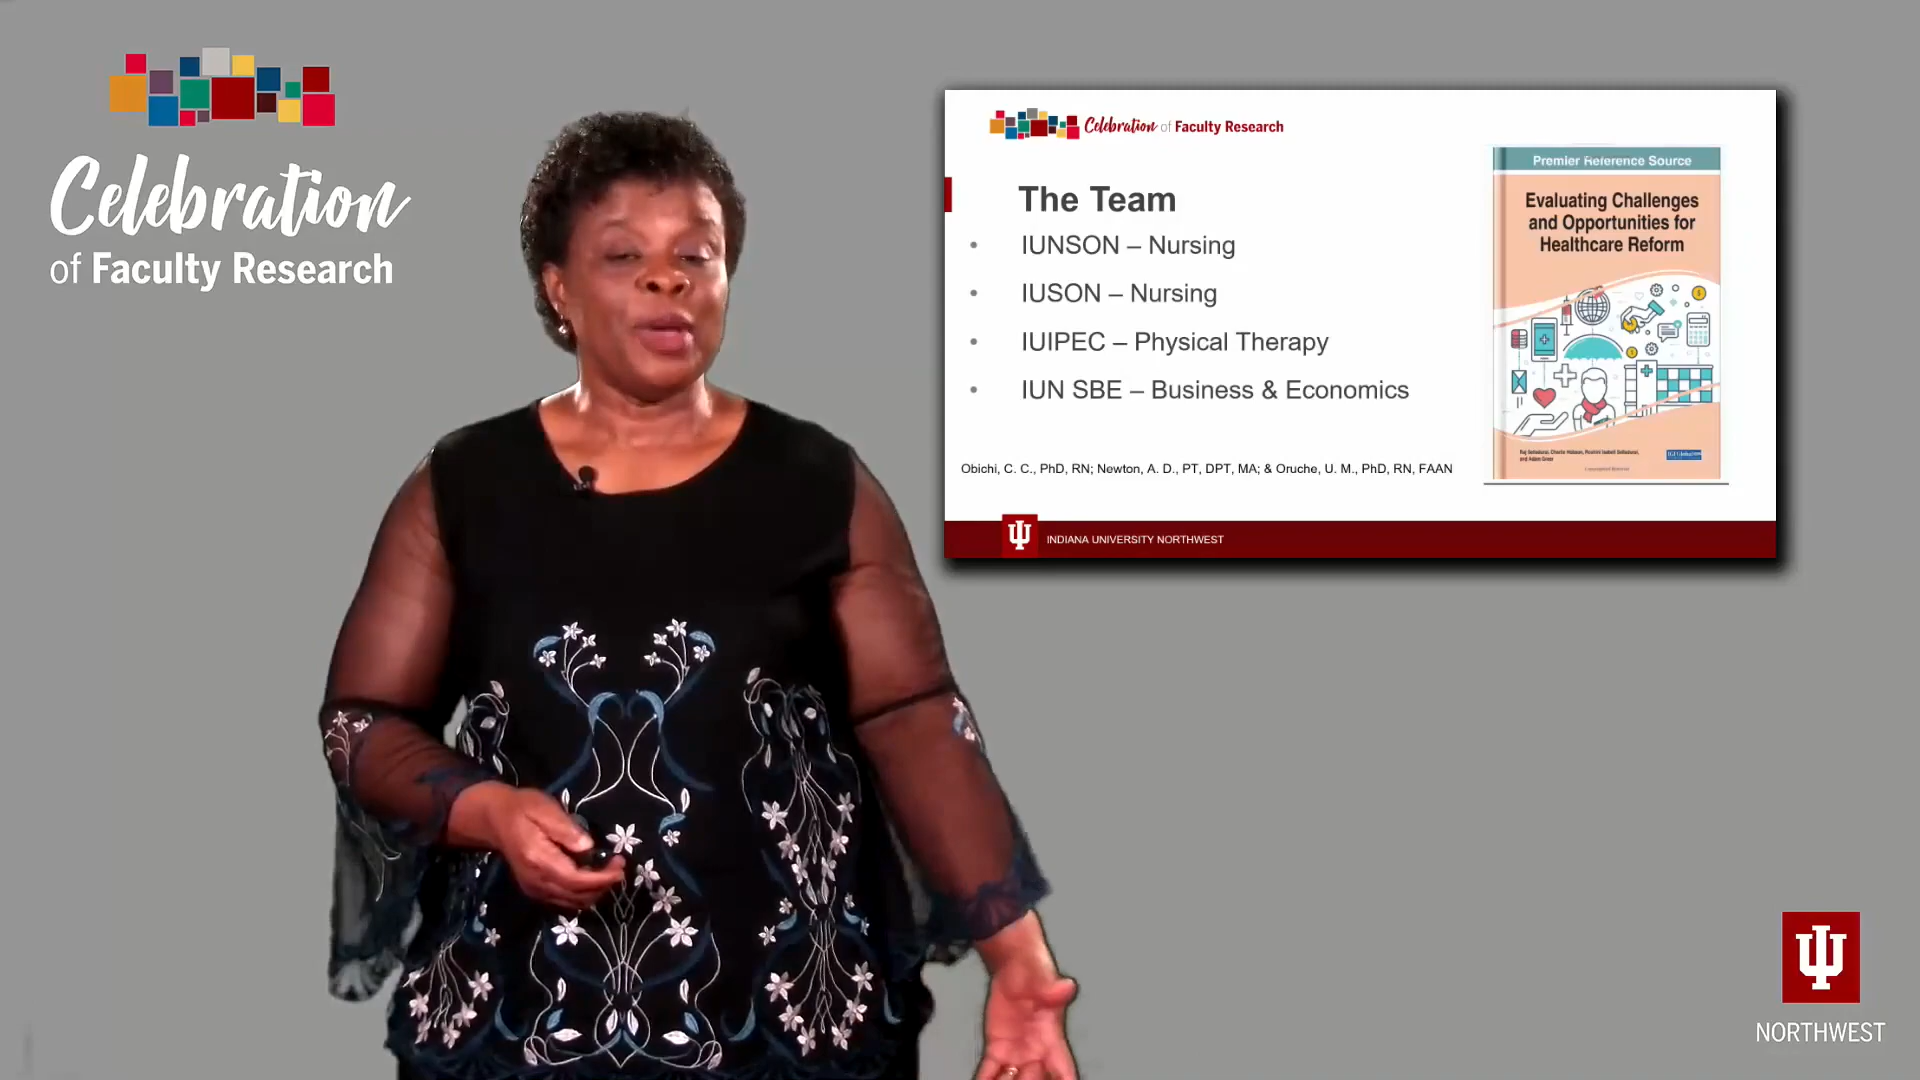 Celebration
of Faculty Research
Celebration of Faculty Research
The Team
• IUNSON – Nursing
• IUSON – Nursing
• IUIPEC – Physical Therapy
• IUN SBE – Business & Economics
Obichi, C. C., PhD, RN; Newton, A. D., PT, DPT, MA; & Oruche, U. M., PhD, RN, FAAN
Premier Reference Source
Evaluating Challenges
and Opportunities for
Healthcare Reform
INDIANA UNIVERSITY NORTHWEST
NORTHWEST